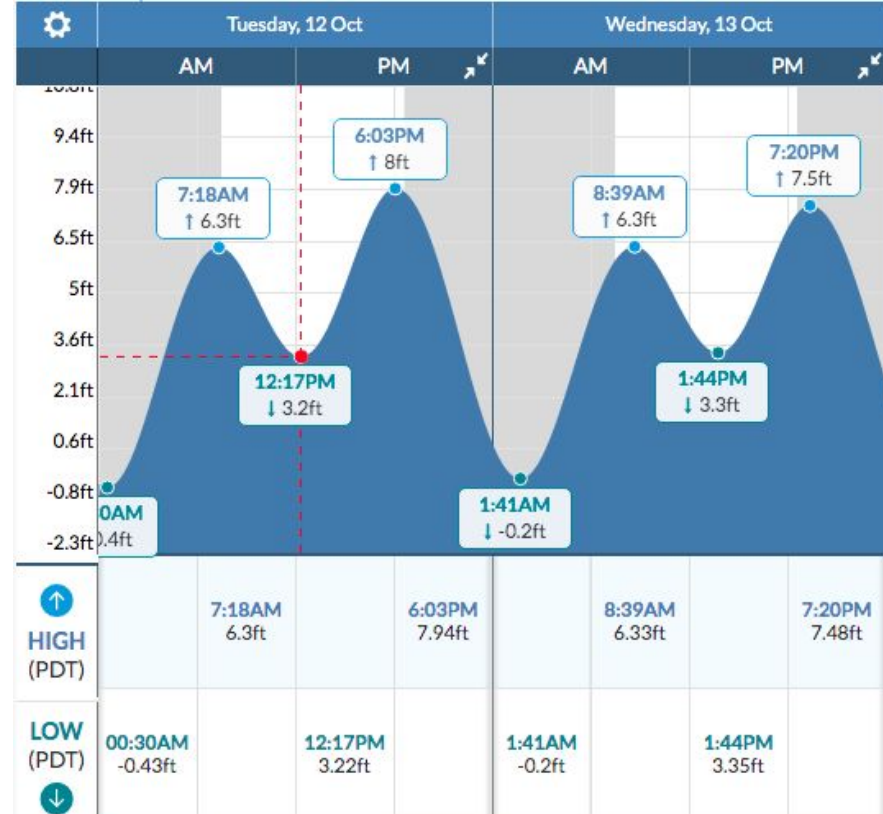 Tuesday, 12 Oct
Wednesday, 13 Oct
AM
PM
AM
PM
9.4ft
7.9ft
6.5ft
5ft
3.6ft
2.1ft
0.6ft
-0.8ft
-2.3ft
7:18AM
↑ 6.3ft
6:03PM
↑ 8ft
8:39AM
↑ 6.3ft
7:20PM
↑ 7.5ft
12:17PM
↓ 3.2ft
1:44PM
↓ 3.3ft
0AM
.4ft
1:41AM
↓ -0.2ft
HIGH
(PDT)
7:18AM
6.3ft
6:03PM
7.94ft
8:39AM
6.33ft
7:20PM
7.48ft
LOW
(PDT)
00:30AM
-0.43ft
12:17PM
3.22ft
1:41AM
-0.2ft
1:44PM
3.35ft